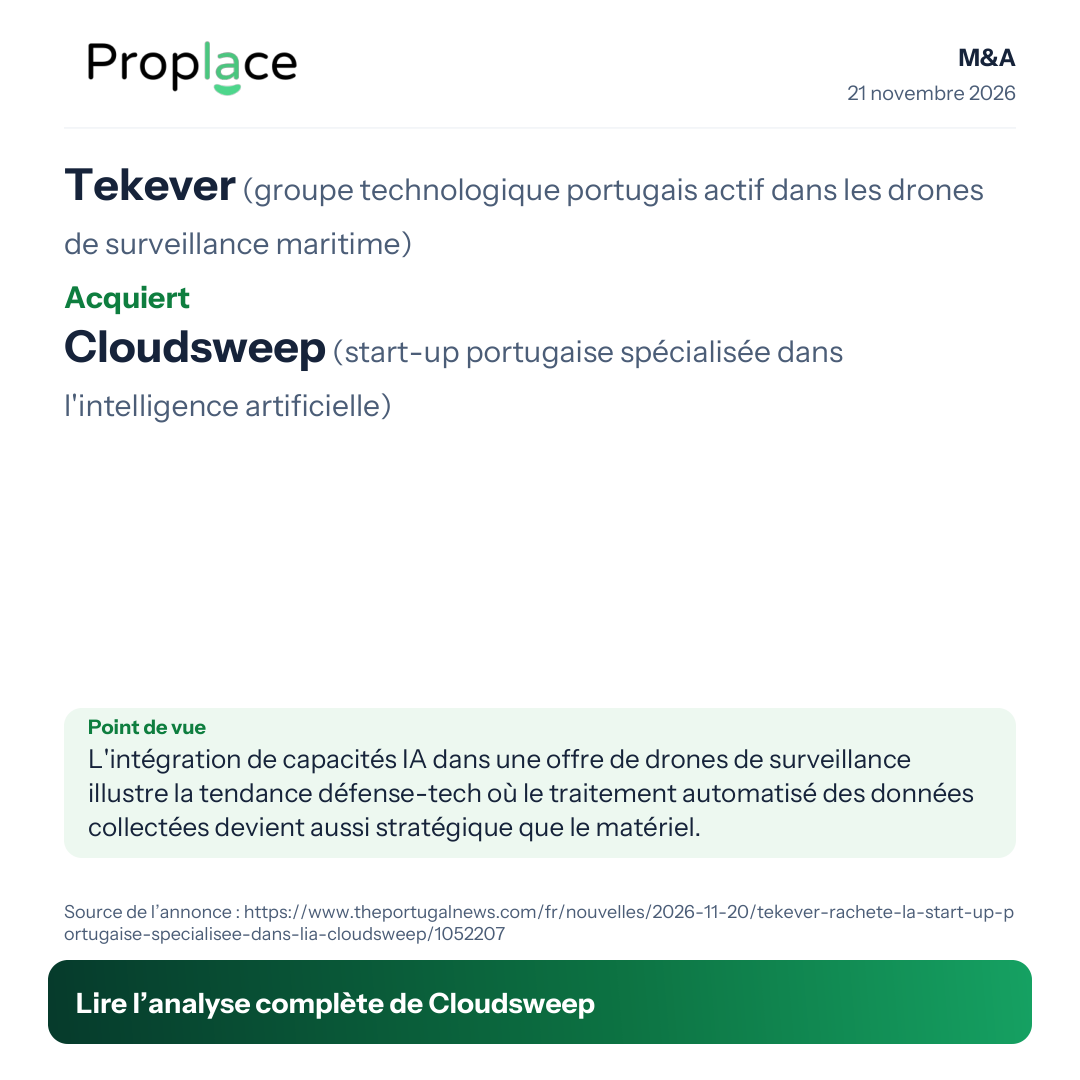 Proplace
M&A
21 novembre 2026
Tekever (groupe technologique portugais actif dans les drones
de surveillance maritime)
Acquiert
Cloudsweep (start-up portugaise spécialisée dans
l'intelligence artificielle)
Point de vue
L'intégration de capacités IA dans une offre de drones de surveillance
illustre la tendance défense-tech où le traitement automatisé des données
collectées devient aussi stratégique que le matériel.
Source de l’annonce : https://www.theportugalnews.com/fr/nouvelles/2026-11-20/tekever-rachete-la-start-up-p
ortugaise-specialisee-dans-lia-cloudsweep/1052207
Lire l’analyse complète de Cloudsweep